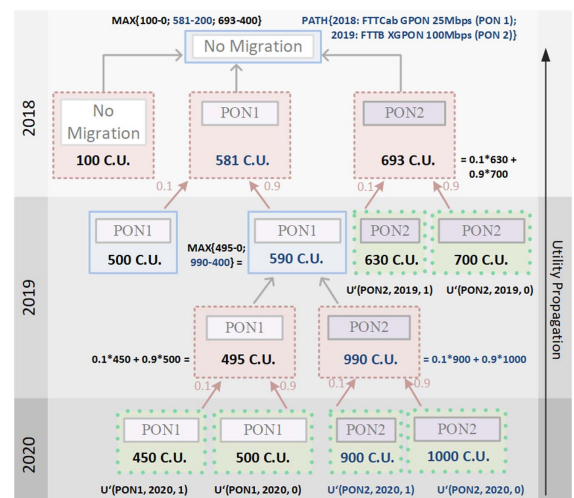 MAX{100-0; 581-200; 693-400}
PATH{2018: FTTCab GPON 25Mbps (PON 1);
2019: FTTB XGPON 100Mbps (PON 2)}
No Migration
2018
No
Migration
100 C.U.
PON1
581 C.U.
PON2
693 C.U.
= 0.1*630 +
0.9*700
0.1
0.9
0.1
0.9
2019
PON1
500 C.U.
MAX{495-0;
990-400} =
PON1
590 C.U.
PON2
630 C.U.
PON2
700 C.U.
U'(PON2, 2019, 1)
U'(PON2, 2019, 0)
Utility Propagation
0.1*450 + 0.9*500 =
PON1
495 C.U.
PON2
990 C.U.
= 0.1*900 + 0.9*1000
0.1
0.9
0.1
0.9
2020
PON1
450 C.U.
PON1
500 C.U.
PON2
900 C.U.
PON2
1000 C.U.
U'(PON1, 2020, 1)
U'(PON1, 2020, 0)
U'(PON2, 2020, 1)
U'(PON2, 2020, 0)